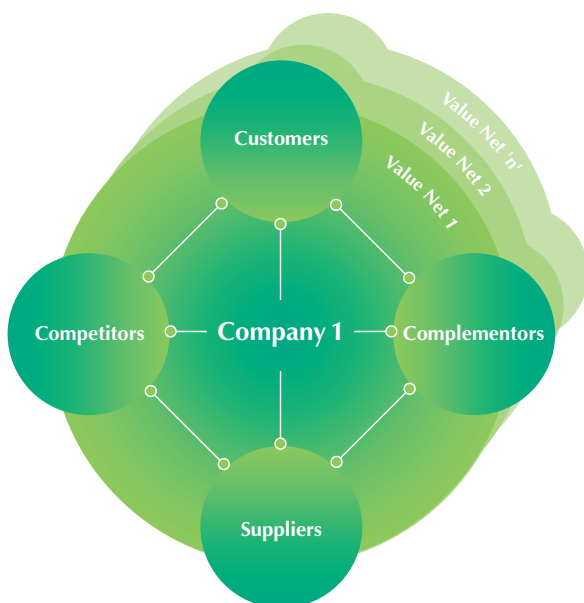 Value Net 'n'
Value Net 2
Value Net 1
Customers
Competitors
Company 1
Complementors
Suppliers